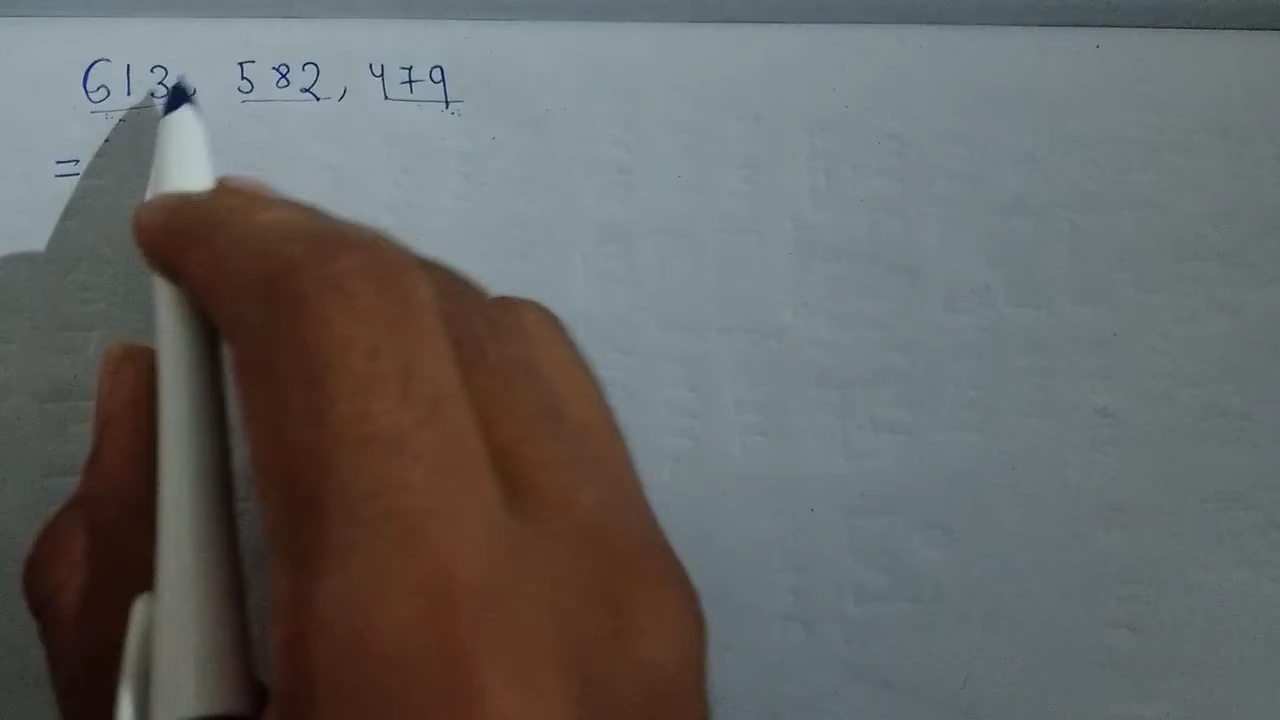 613, 582, 479
=